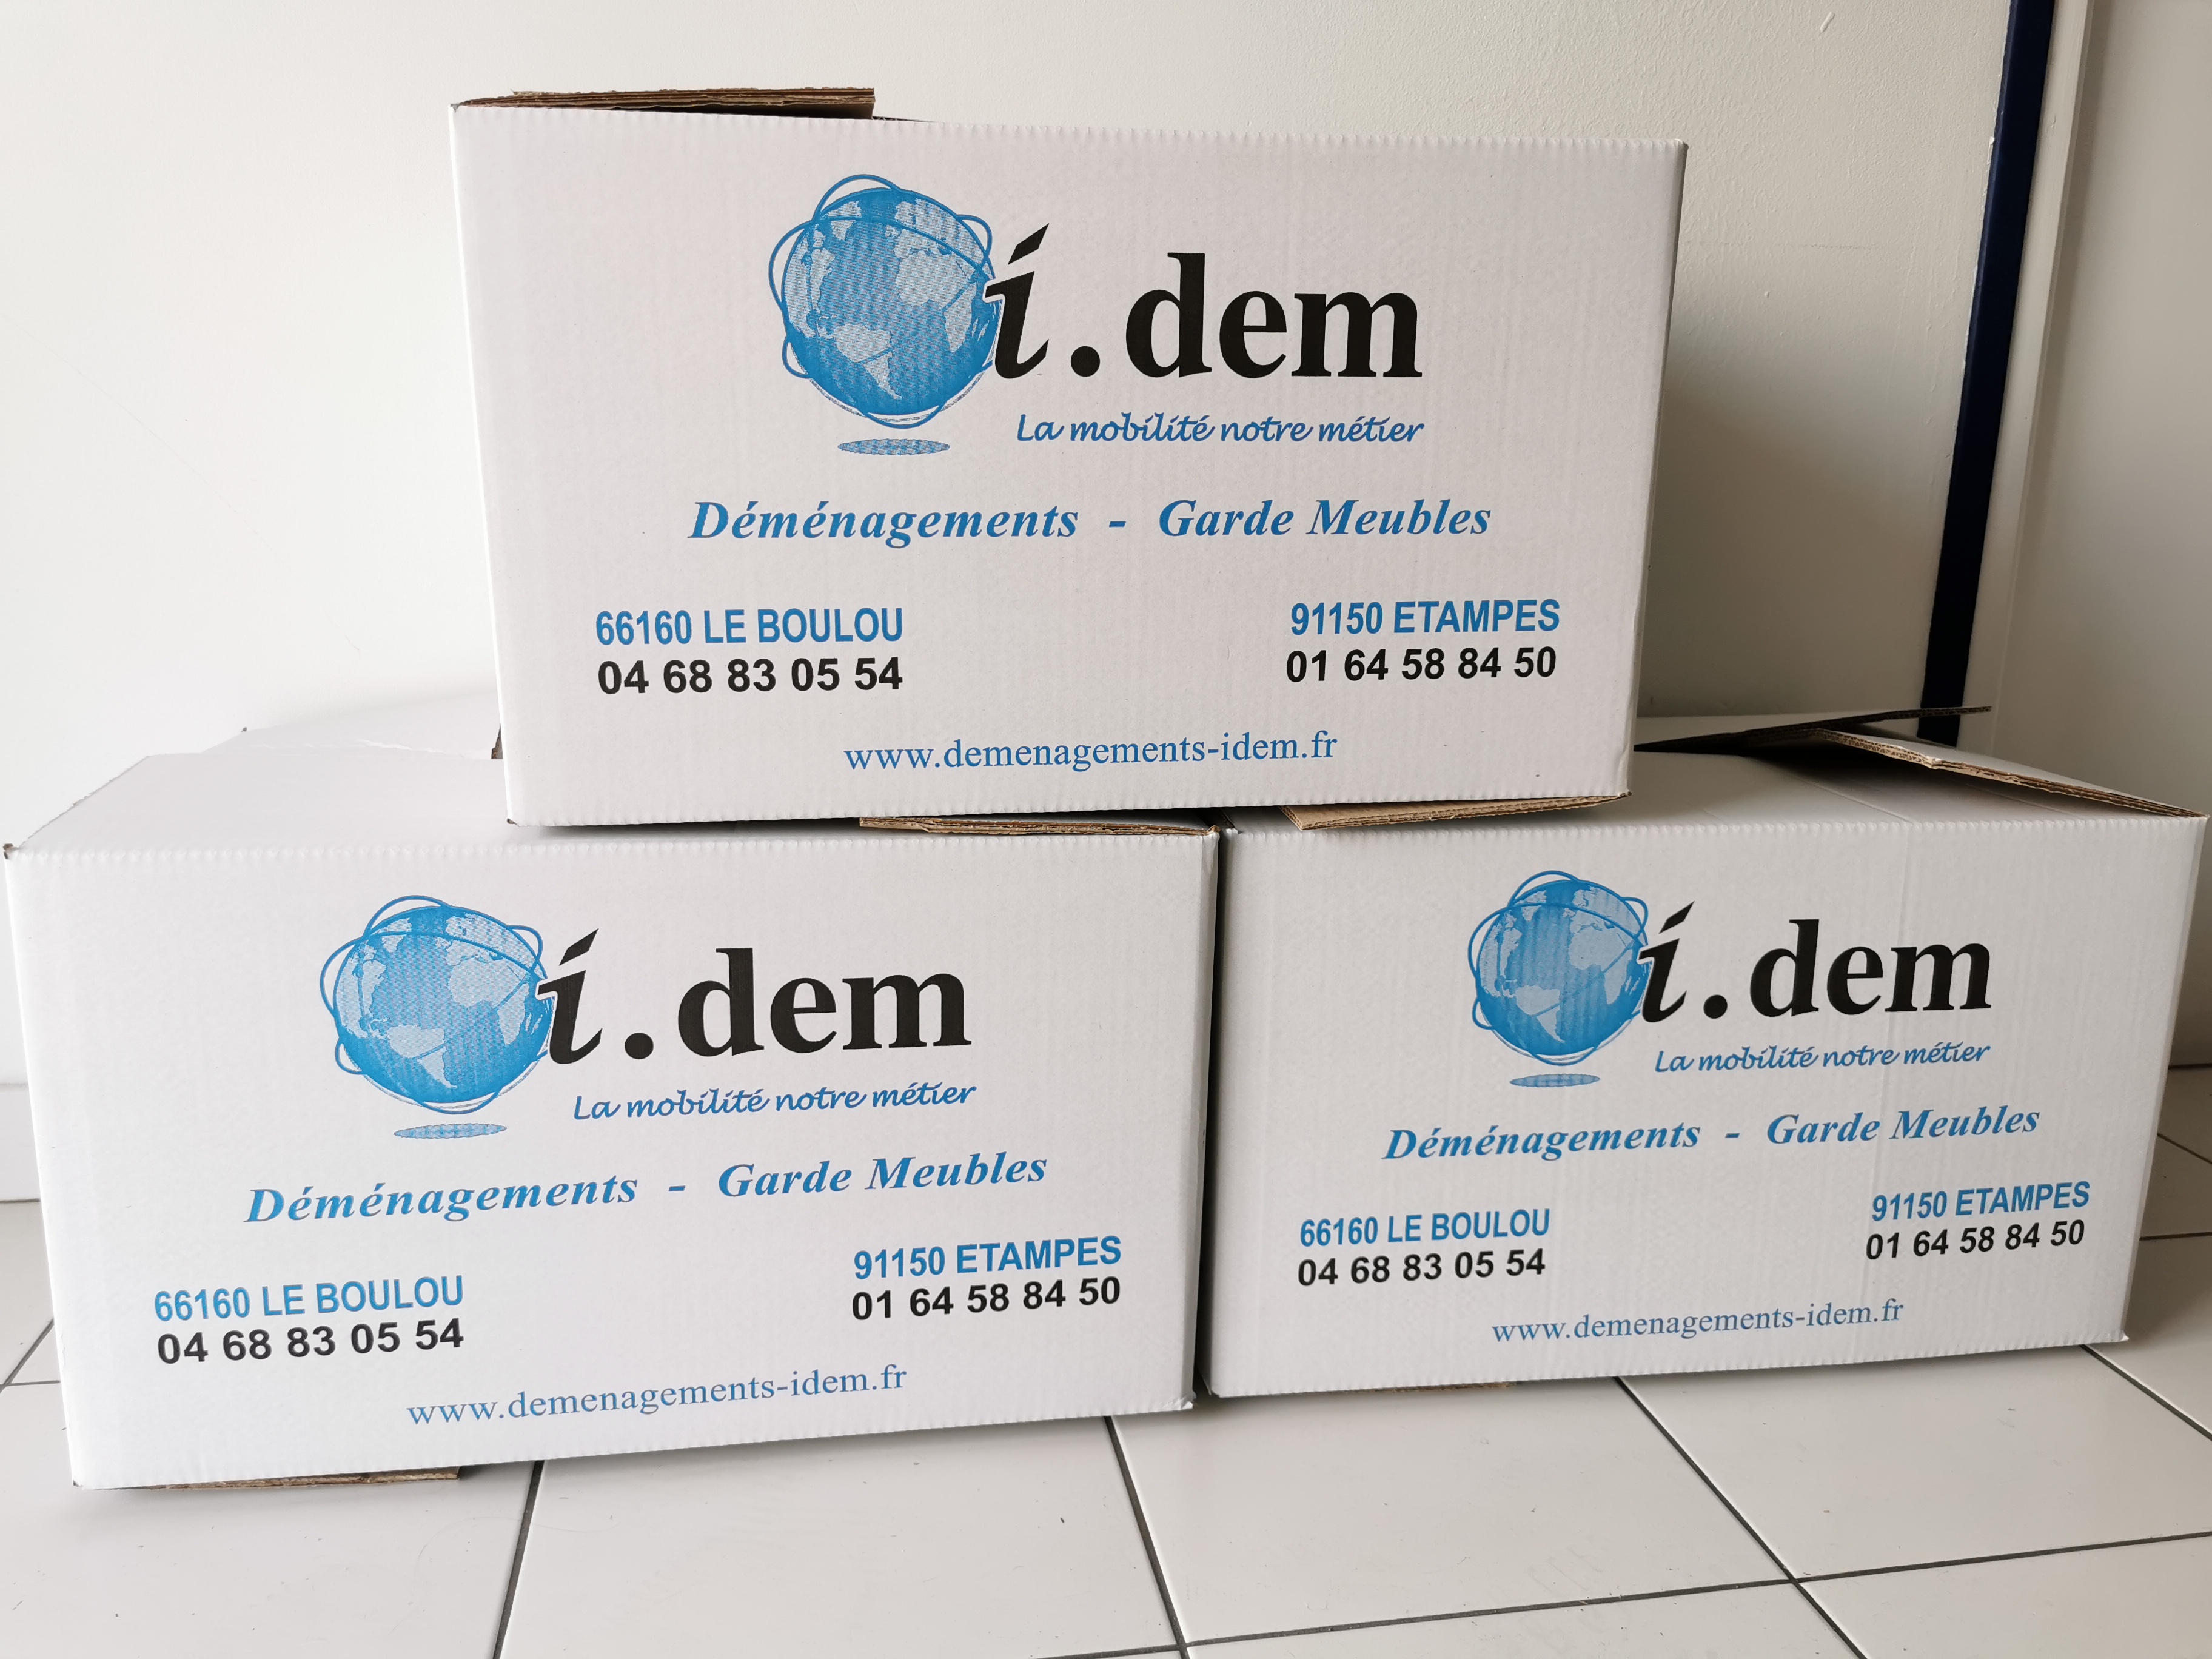 i.dem
La mobilité notre métier
Déménagements - Garde Meubles
66160 LE BOULOU
04 68 83 05 54
91150 ETAMPES
01 64 58 84 50
www.demenagements-idem.fr
i.dem
La mobilité notre métier
Déménagements - Garde Meubles
66160 LE BOULOU
04 68 83 05 54
91150 ETAMPES
01 64 58 84 50
www.demenagements-idem.fr
i.dem
La mobilité notre métier
Déménagements - Garde Meubles
66160 LE BOULOU
04 68 83 05 54
91150 ETAMPES
01 64 58 84 50
www.demenagements-idem.fr